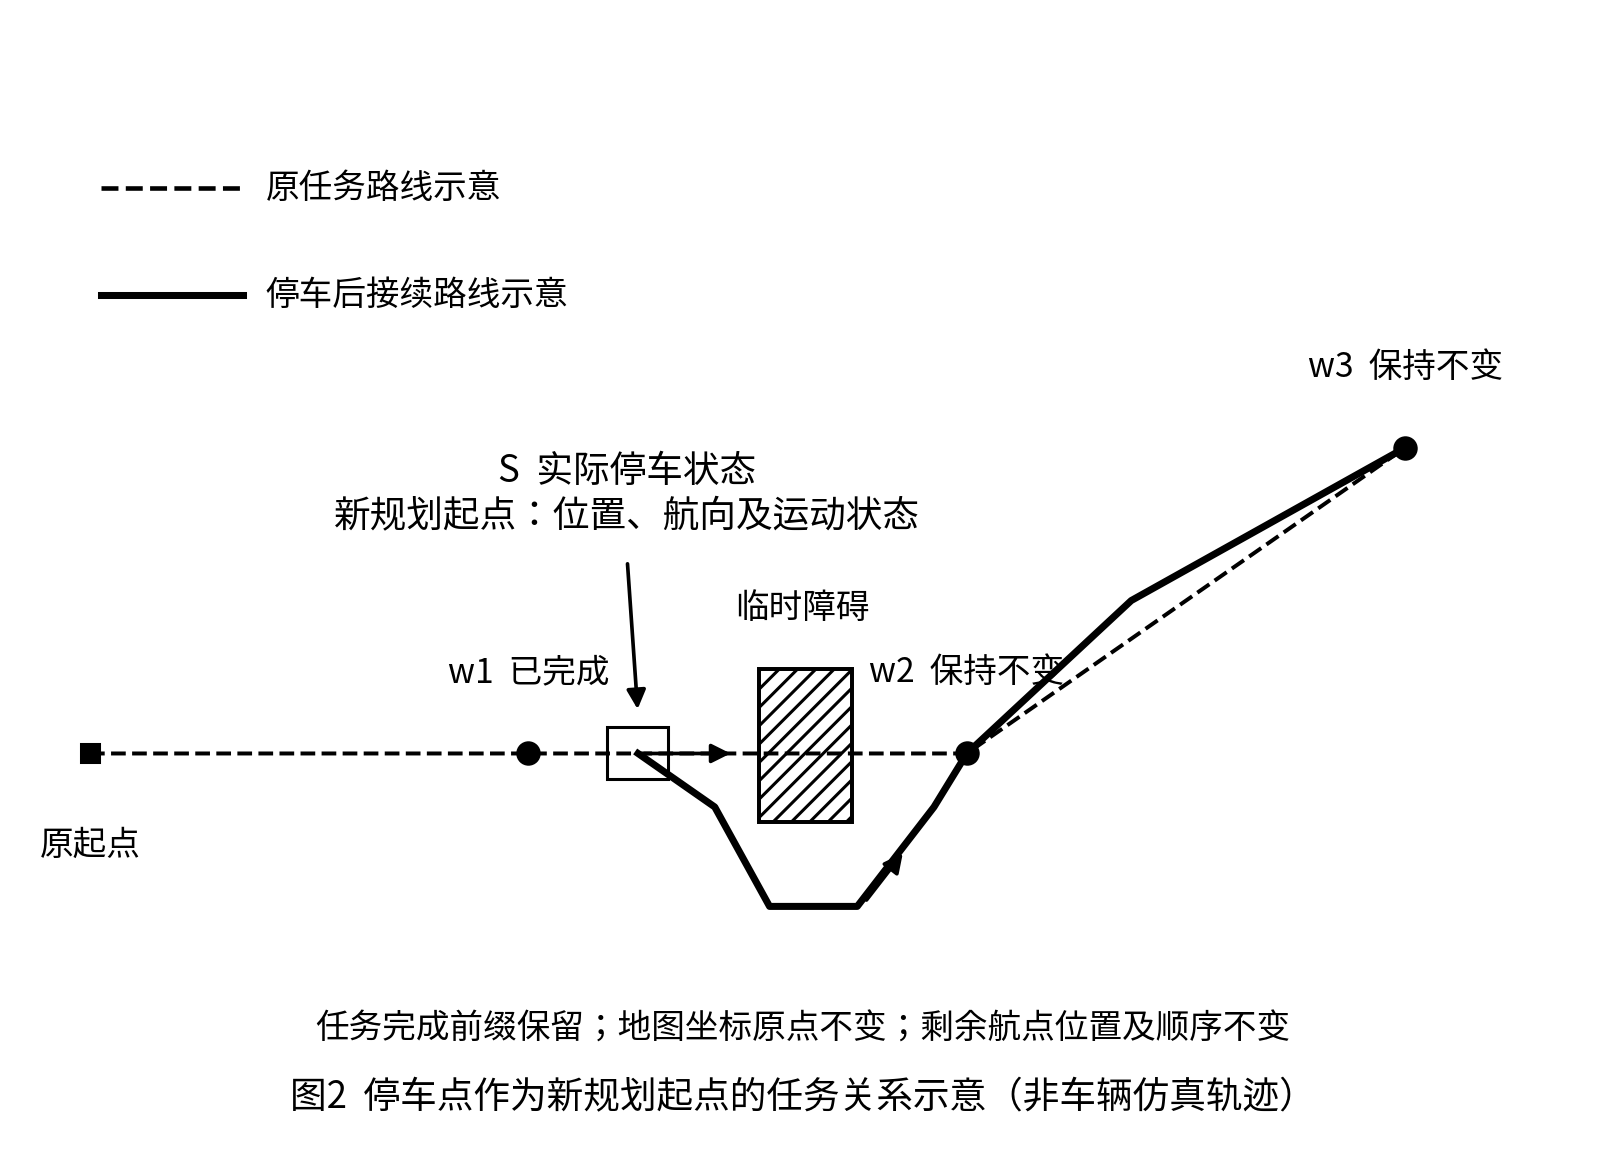 原任务路线示意
停车后接续路线示意
w3 保持不变
S 实际停车状态
新规划起点：位置、航向及运动状态
临时障碍
w1 已完成
w2 保持不变
原起点
任务完成前缀保留；地图坐标原点不变；剩余航点位置及顺序不变
图2 停车点作为新规划起点的任务关系示意（非车辆仿真轨迹）